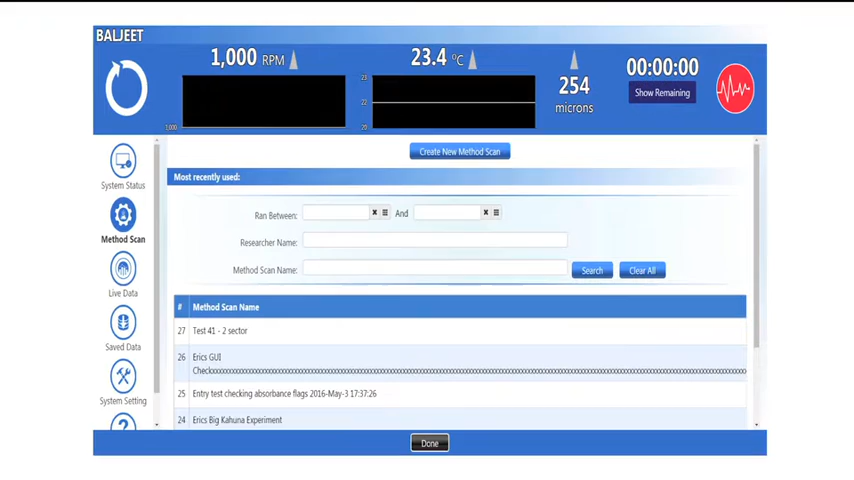 BALJEET
1,000 RPM
1,000
23.4 °C
23
22
20
254
microns
00:00:00
Show Remaining
System Status
Method Scan
Live Data
Saved Data
System Setting
?
Create New Method Scan
Most recently used:
Ran Between: And
Researcher Name:
Method Scan Name: Search Clear All
# Method Scan Name
27 Test 41 - 2 sector
26 Erics GUI
25 Entry test checking absorbance flags 2016-May-3 17:37:26
24 Erics Big Kahuna Experiment
Done